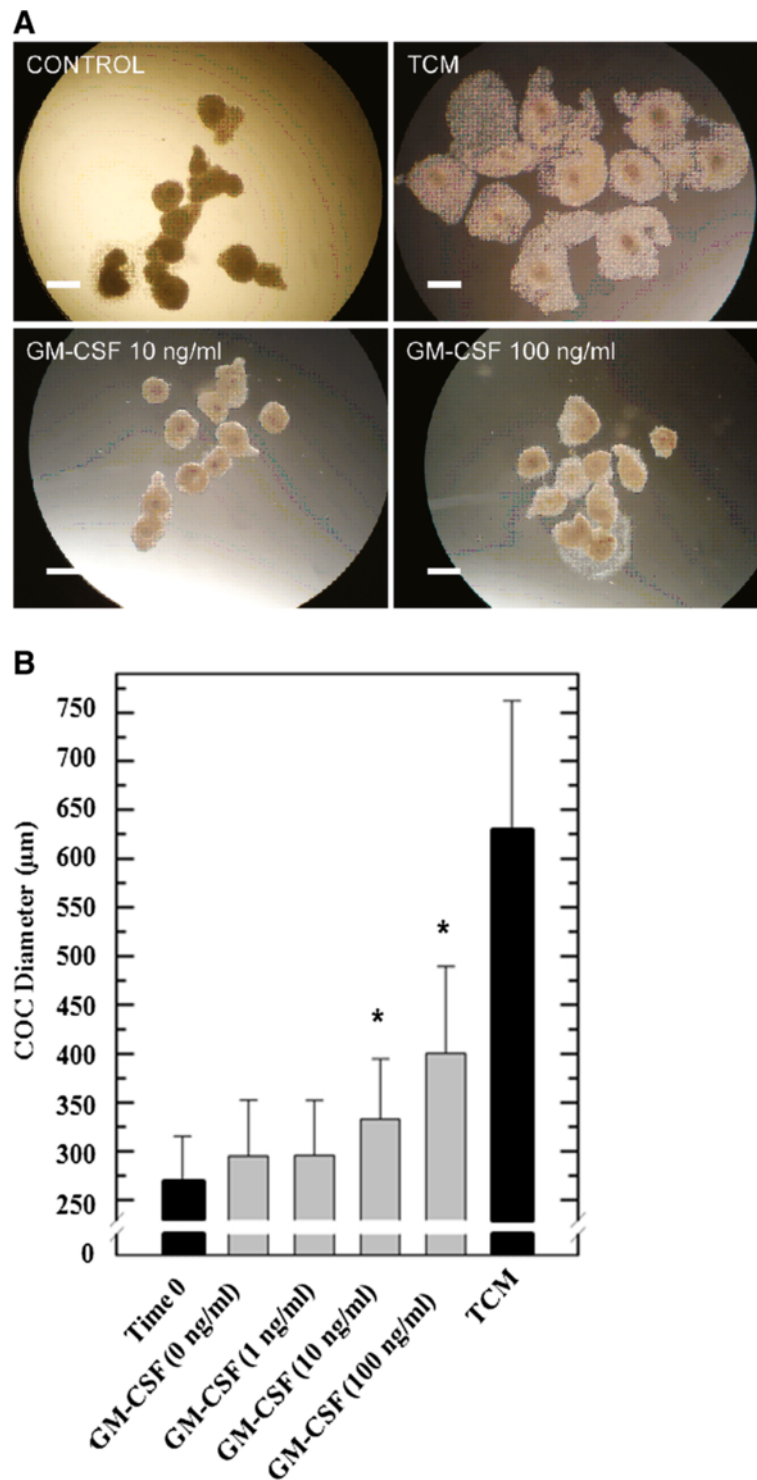 A
CONTROL
TCM
GM-CSF 10 ng/ml
GM-CSF 100 ng/ml
B
COC Diameter (µm)
750
700
650
600
550
500
450
400
350
300
250
0
*
*
Time 0
GM-CSF (0 ng/ml)
GM-CSF (1 ng/ml)
GM-CSF (10 ng/ml)
GM-CSF (100 ng/ml)
TCM